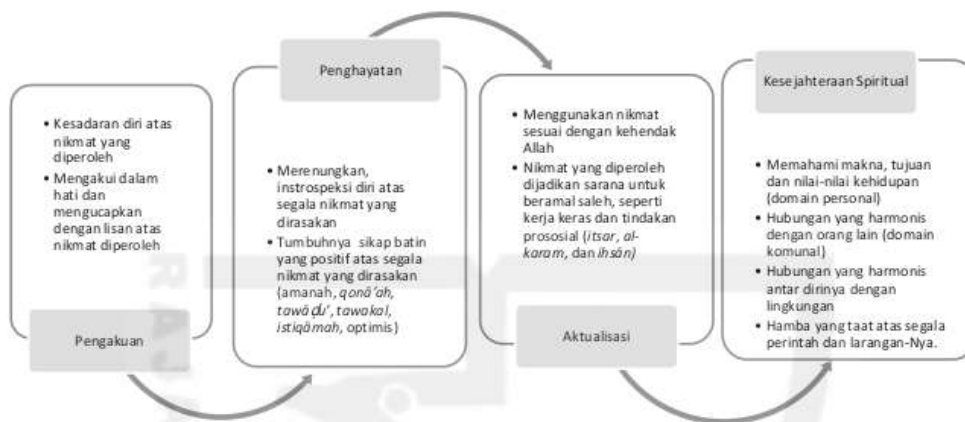 • Kesadaran diri atas
nikmat yang
diperoleh
• Mengakui dalam
hati dan
mengucapkan
dengan lisan atas
nikmat diperoleh
Pengakuan
Penghayatan
• Merenungkan,
instrospeksi diri atas
segala nikmat yang
dirasakan
• Tumbuhnya sikap batin
yang positif atas segala
nikmat yang dirasakan
(amanah, qonā'ah,
tawāḍu', tawakal,
istiqāmah, optimis)
• Menggunakan nikmat
sesuai dengan kehendak
Allah
• Nikmat yang diperoleh
dijadikan sarana untuk
beramal saleh, seperti
kerja keras dan tindakan
prososial (itsar, al-
karam, dan ihsān)
Aktualisasi
Kesejahteraan Spiritual
• Memahami makna, tujuan
dan nilai-nilai kehidupan
(domain personal)
• Hubungan yang harmonis
dengan orang lain (domain
komunal)
• Hubungan yang harmonis
antar dirinya dengan
lingkungan
• Hamba yang taat atas segala
perintah dan larangan-Nya.